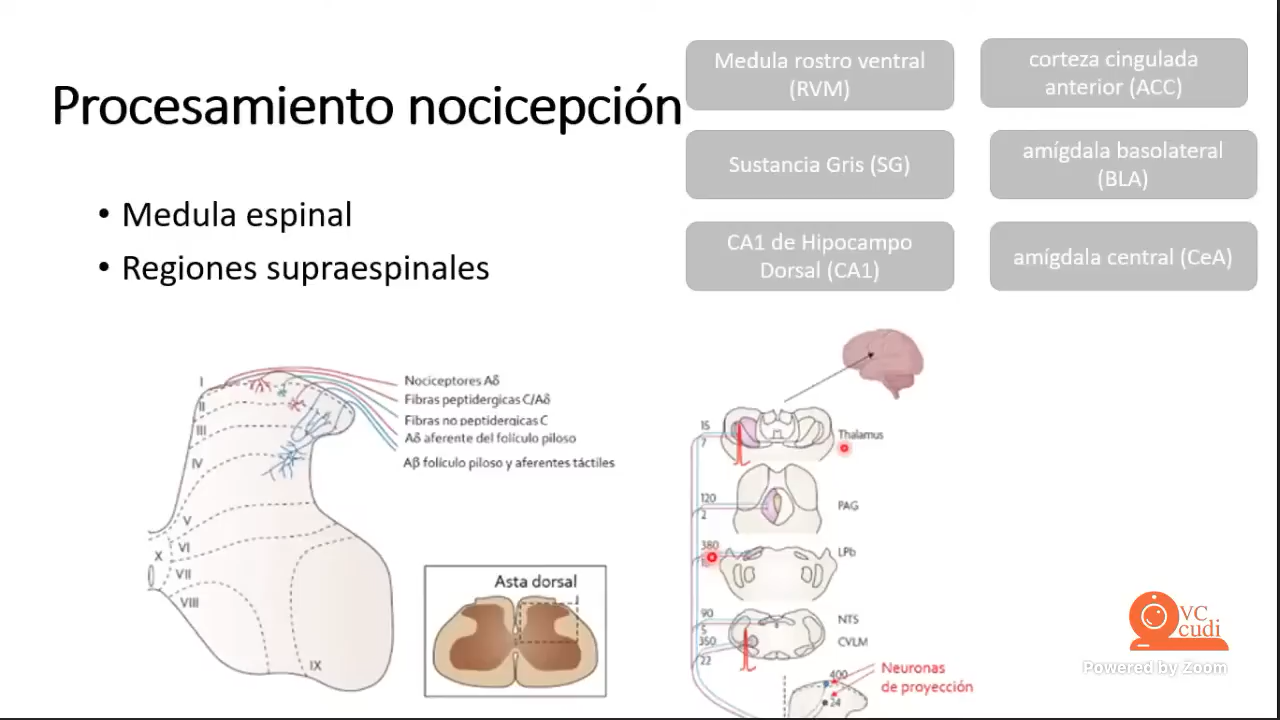 Procesamiento nocicepción
• Medula espinal
• Regiones supraespinales
Medula rostro ventral
(RVM)
corteza cingulada
anterior (ACC)
Sustancia Gris (SG)
amígdala basolateral
(BLA)
CA1 de Hipocampo
Dorsal (CA1)
amígdala central (CeA)
I
II
III
IV
V
VI
X
VII
VIII
IX
Nociceptores Aδ
Fibras peptidergicas C/Aδ
Fibras no peptidergicas C
Aδ aferente del folículo piloso
Aβ folículo piloso y aferentes táctiles
Asta dorsal
15
7
Thalamus
120
2
PAG
380
LPb
90
5
NTS
350
22
CVLM
400
24
Neuronas
de proyección
VC
cudi
Powered by Zoom